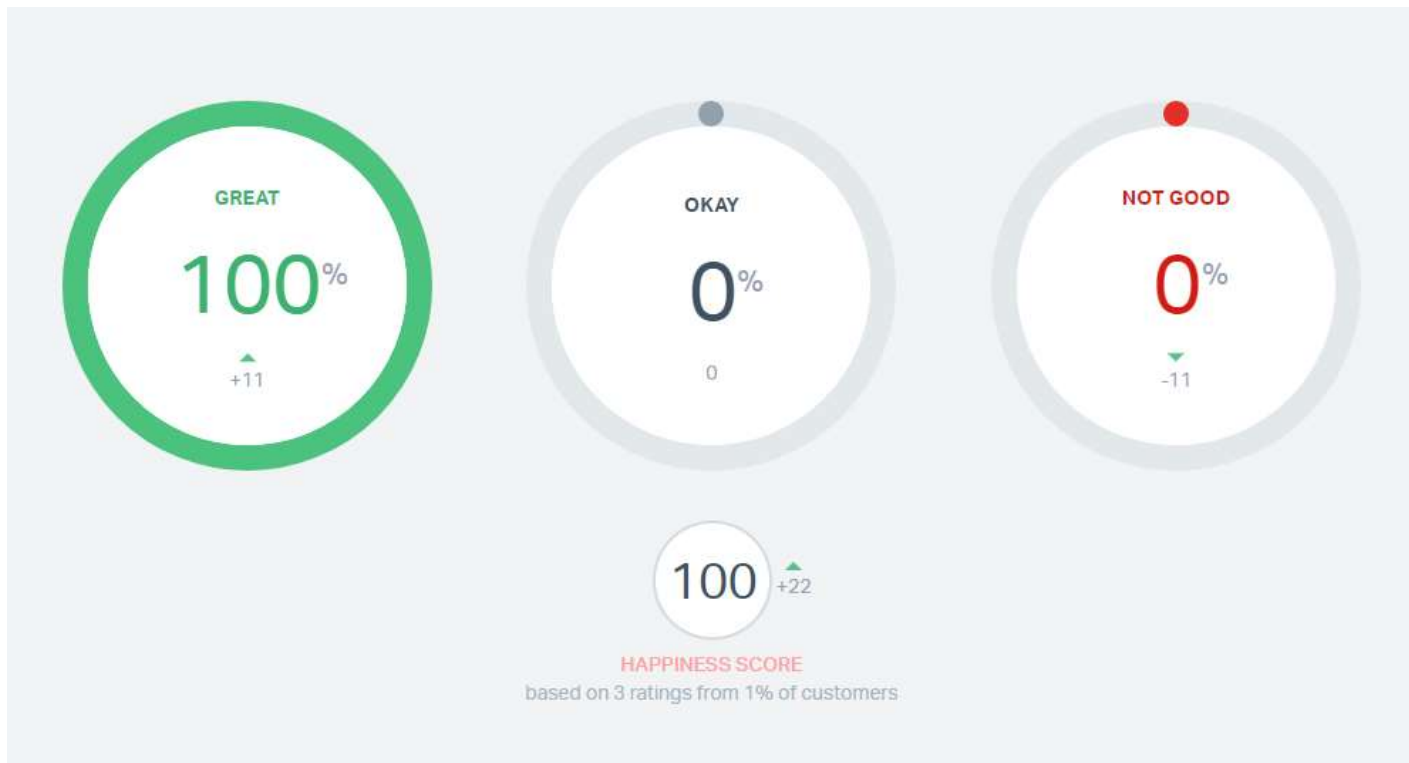 GREAT
100%
+11
OKAY
0%
0
NOT GOOD
0%
-11
100
+22
HAPPINESS SCORE
based on 3 ratings from 1% of customers